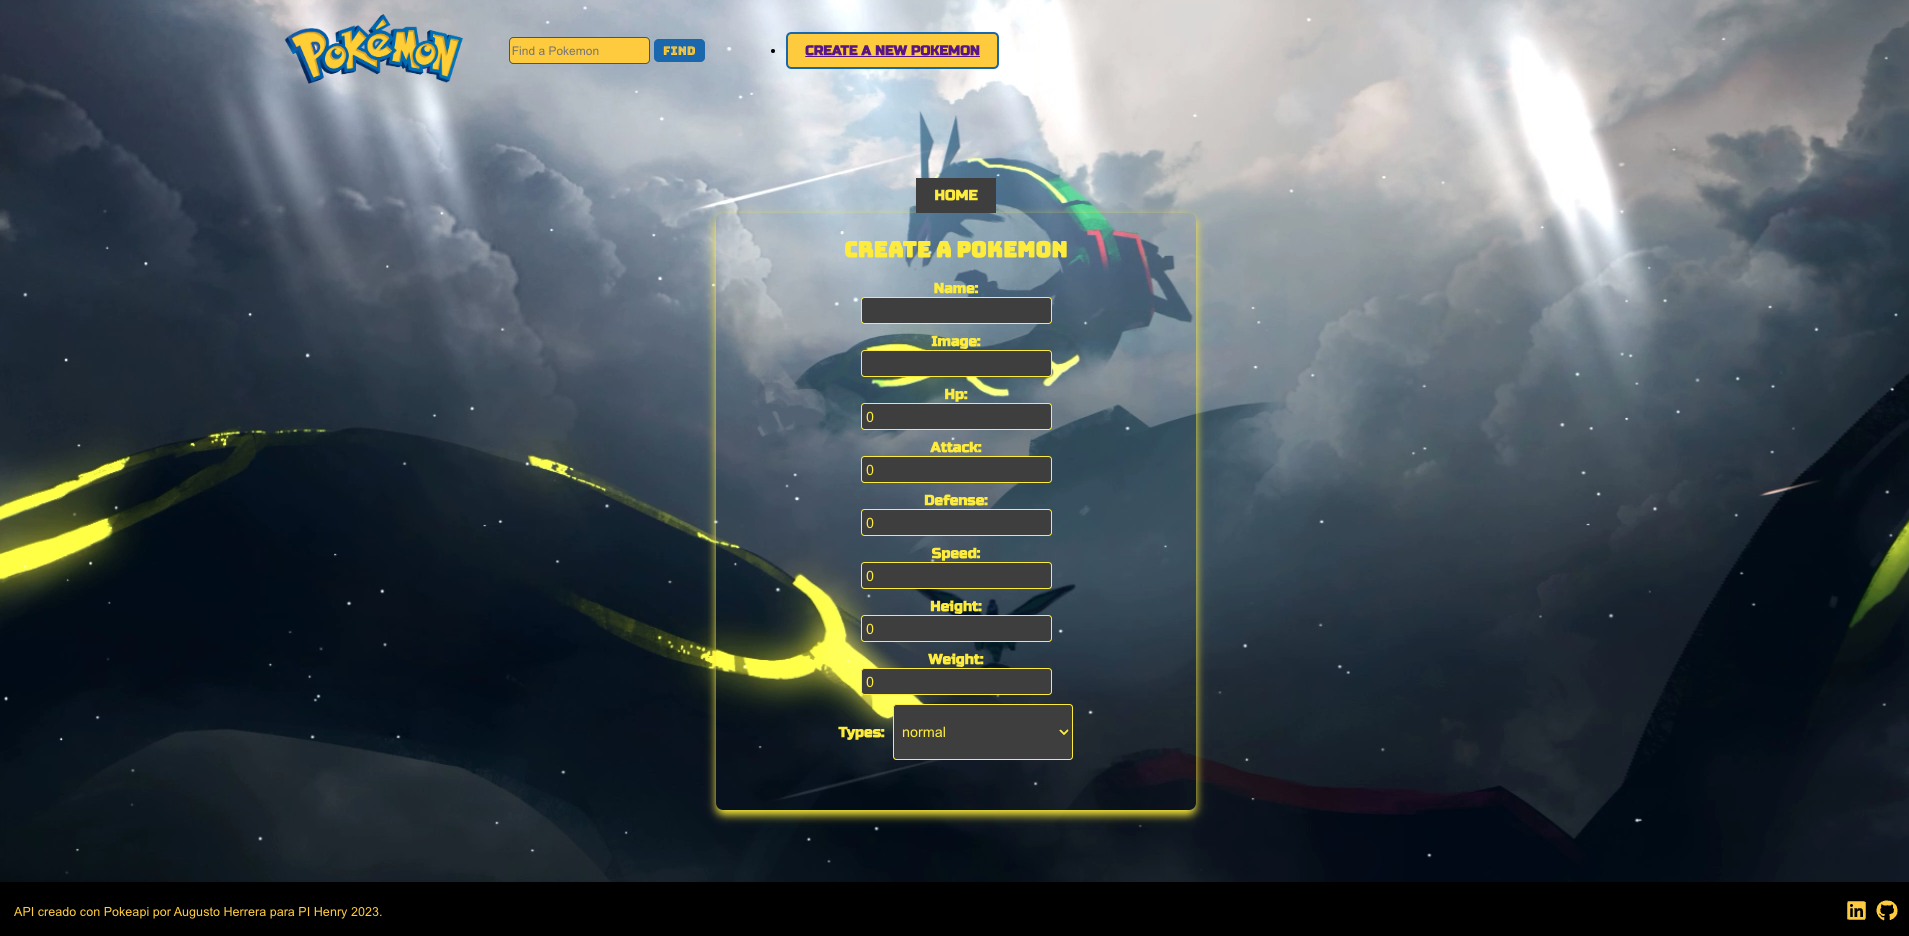 POKéMON
Find a Pokemon
FIND
CREATE A NEW POKEMON
HOME
CREATE A POKEMON
Name:
Image:
Hp:
0
Attack:
0
Defense:
0
Speed:
0
Height:
0
Weight:
0
Types: normal
API creado con Pokeapi por Augusto Herrera para PI Henry 2023.
in